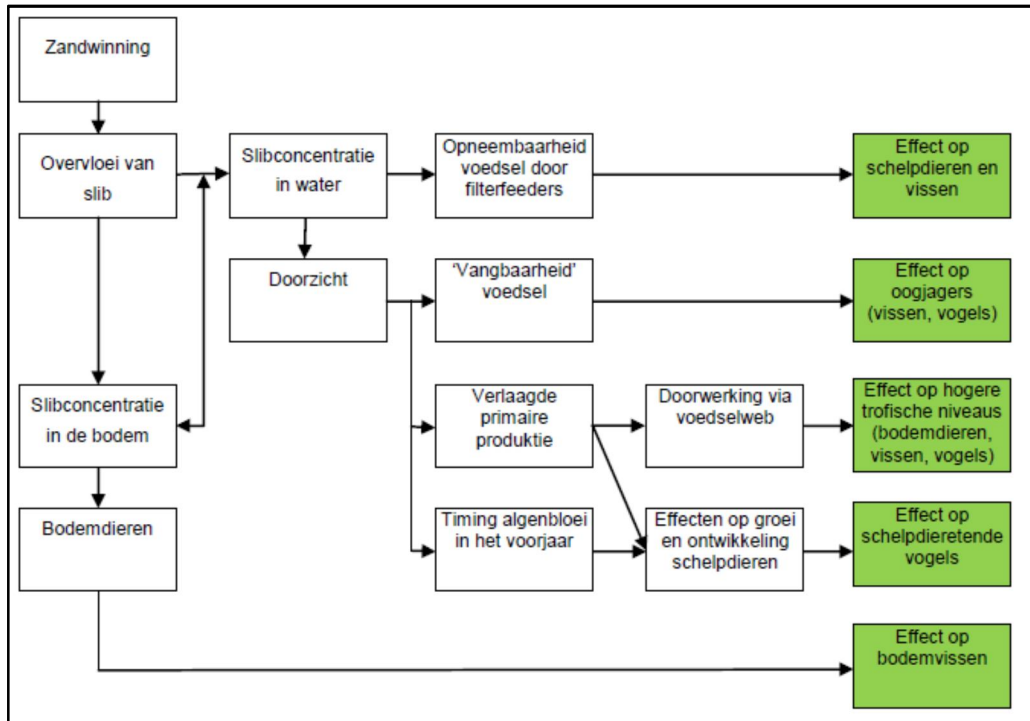 Zandwinning
Overvloei van
slib
Slibconcentratie
in water
Opneembaarheid
voedsel door
filterfeeders
Effect op
schelpdieren en
vissen
Doorzicht
‘Vangbaarheid’
voedsel
Effect op
oogjagers
(vissen, vogels)
Slibconcentratie
in de bodem
Verlaagde
primaire
produktie
Doorwerking via
voedselweb
Effect op hogere
trofische niveaus
(bodemdieren,
vissen, vogels)
Bodemdieren
Timing algenbloei
in het voorjaar
Effecten op groei
en ontwikkeling
schelpdieren
Effect op
schelpdieretende
vogels
Effect op
bodemvissen